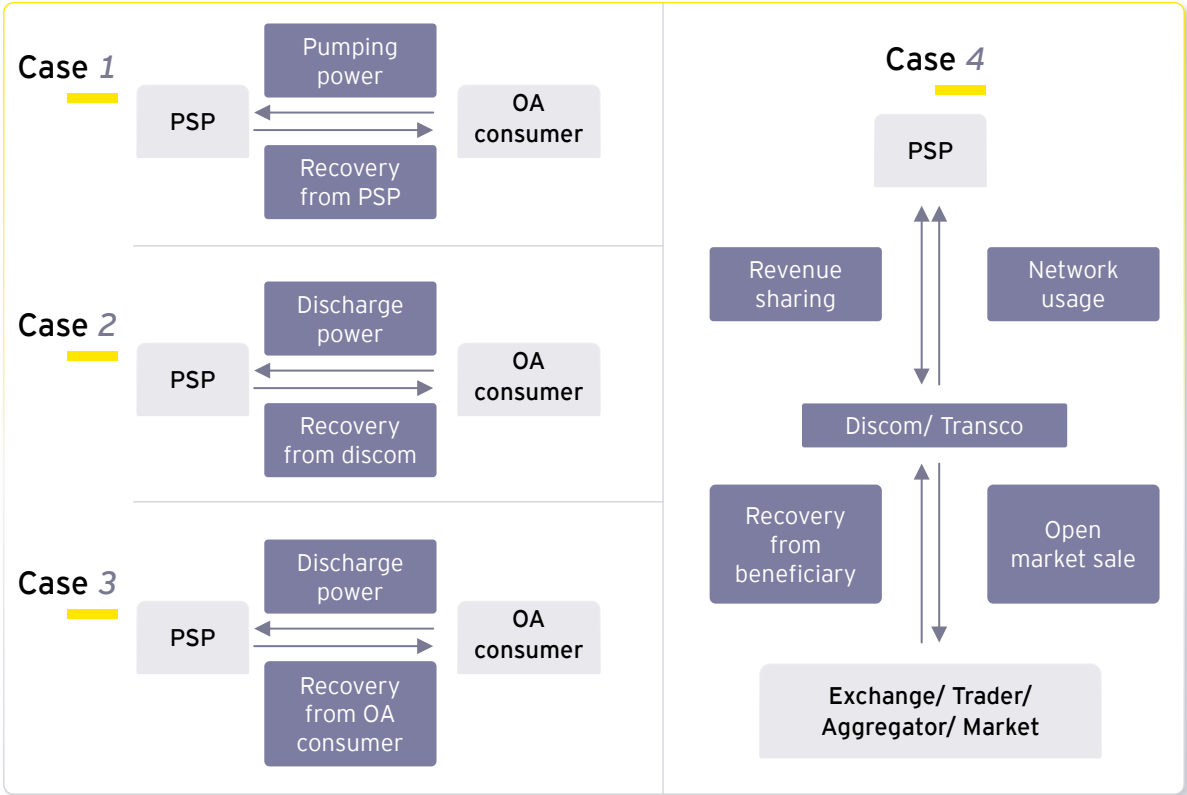 Case 1
Pumping
power
PSP
OA
consumer
Recovery
from PSP
Case 2
Discharge
power
PSP
OA
consumer
Recovery
from discom
Case 3
Discharge
power
PSP
OA
consumer
Recovery
from OA
consumer
Case 4
PSP
Revenue
sharing
Network
usage
Discom/ Transco
Recovery
from
beneficiary
Open
market sale
Exchange/ Trader/
Aggregator/ Market